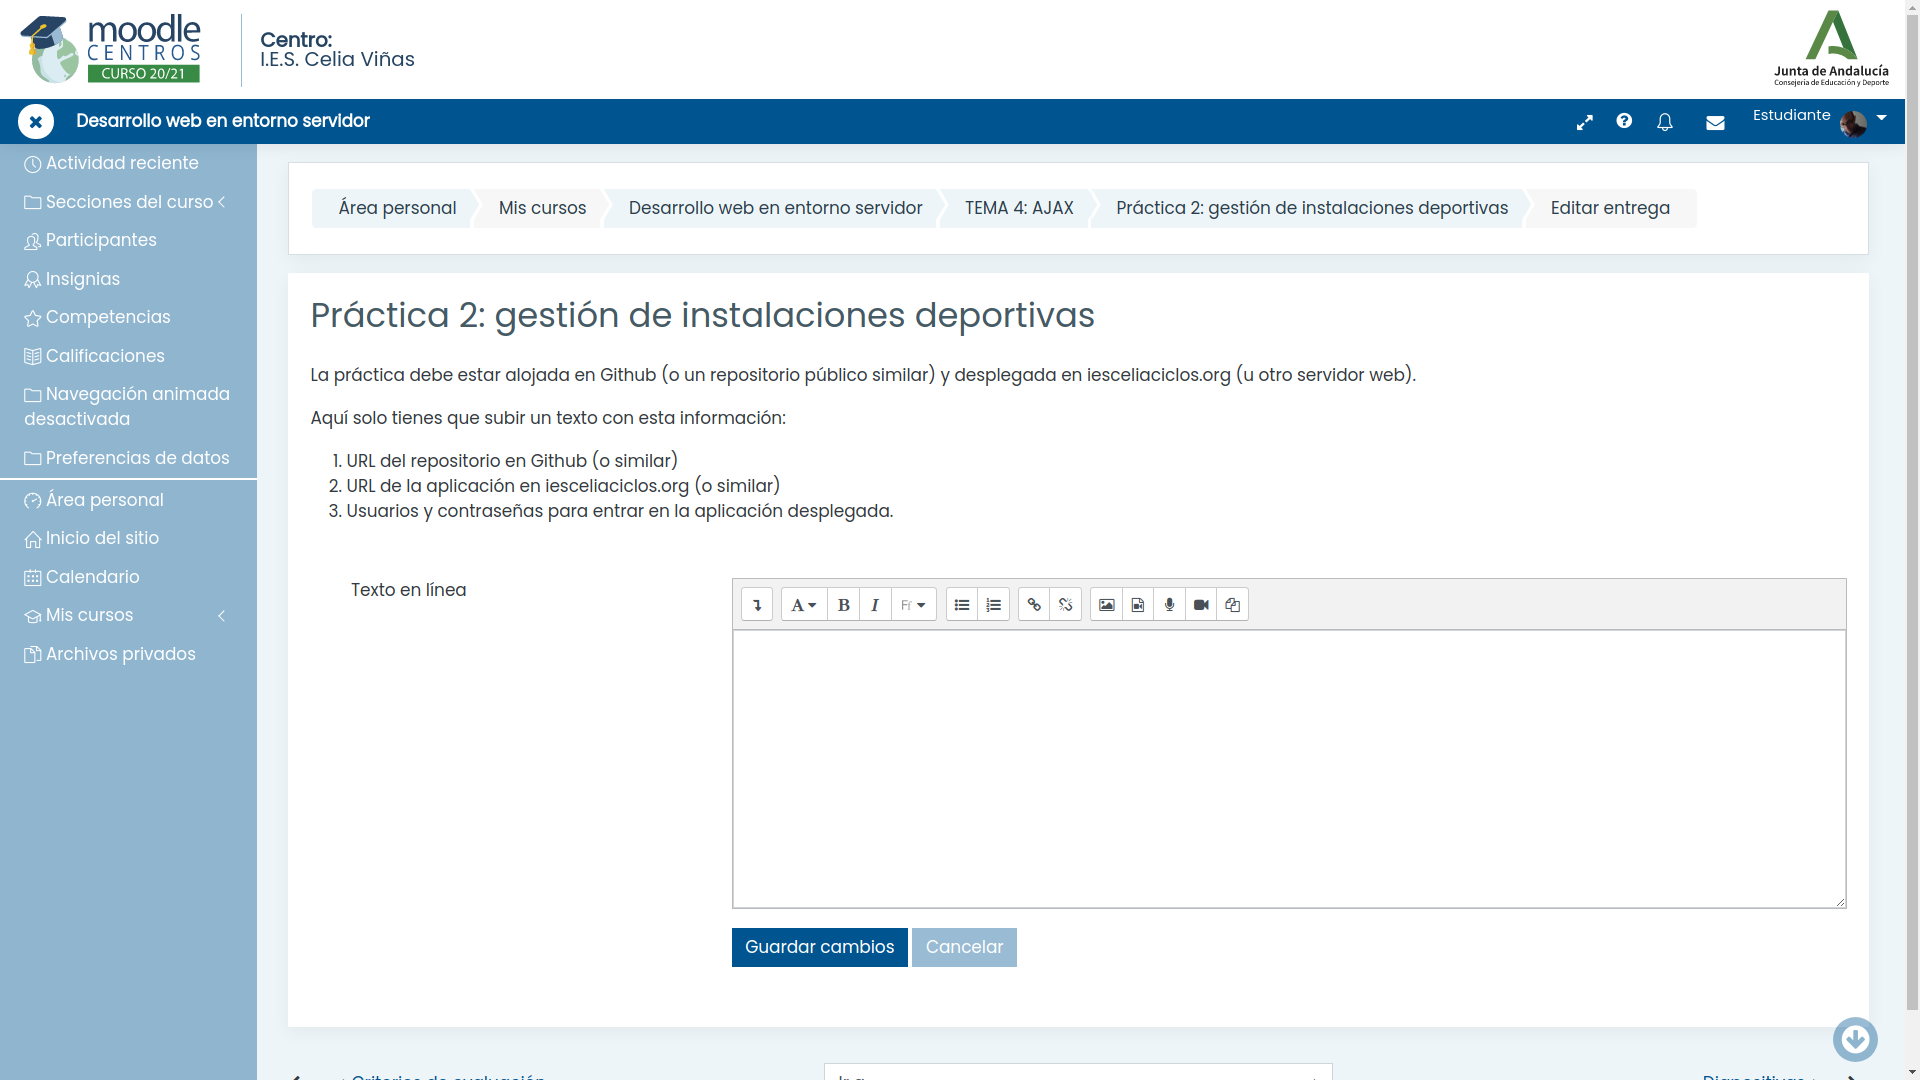 moodle
CENTROS
CURSO 20/21
Centro:
I.E.S. Celia Viñas
Junta de Andalucía
Consejería de Educación y Deporte
Desarrollo web en entorno servidor
Estudiante
Actividad reciente
Secciones del curso
Participantes
Insignias
Competencias
Calificaciones
Navegación animada
desactivada
Preferencias de datos
Área personal
Inicio del sitio
Calendario
Mis cursos
Archivos privados
Área personal Mis cursos Desarrollo web en entorno servidor TEMA 4: AJAX Práctica 2: gestión de instalaciones deportivas Editar entrega
Práctica 2: gestión de instalaciones deportivas
La práctica debe estar alojada en Github (o un repositorio público similar) y desplegada en iesceliaciclos.org (u otro servidor web).
Aquí solo tienes que subir un texto con esta información:
1. URL del repositorio en Github (o similar)
2. URL de la aplicación en iesceliaciclos.org (o similar)
3. Usuarios y contraseñas para entrar en la aplicación desplegada.
Texto en línea
A B I
Guardar cambios Cancelar
Criterios de evaluación
Diapositivas